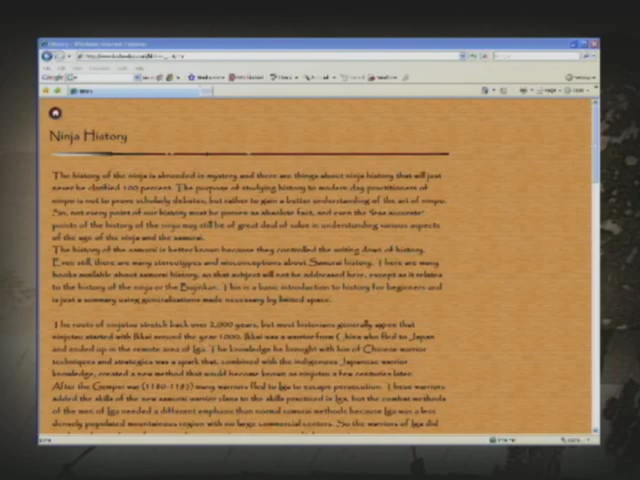 Ninja History
The history of the ninja is shrouded in mystery and there are things about ninja history that will just
never be clarified 100 percent. The purpose of studying history to modern day practitioners of
ninpo is not to prove scholarly debates, but rather to gain a better understanding of the art of ninpo.
So, not every point of our history must be proven as absolute fact, and even the "less accurate"
points of the history of the ninja may still be of great deal of value in understanding various aspects
of the age of the ninja and the samurai.
The history of the samurai is better known because they controlled the writing down of history.
Even still, there are many stereotypes and misconceptions about Samurai history. There are many
books available about samurai history, so that subject will not be addressed here, except as it relates
to the history of the ninja or the Bujinkan. This is a basic introduction to history for beginners and
is just a summary using generalizations made necessary by limited space.
The roots of ninjutsu stretch back over 2,000 years, but most historians generally agree that
ninjutsu started with Ikkai around the year 1000. Ikkai was a warrior from China who fled to Japan
and ended up in the remote area of Iga. The knowledge he brought with him of Chinese warrior
techniques and strategies was a spark that, combined with the indigenous Japanese warrior
knowledge, created a new method that would become known as ninjutsu a few centuries later.
After the Gempei war (1180-1185) many warriors fled to Iga to escape persecution. These warriors
added the skills of the new samurai warrior class to the skills practiced in Iga, but the combat methods
of the men of Iga needed a different emphasis than normal samurai methods because Iga was a less
densely populated mountainous region with no large commercial centers. So the warriors of Iga did